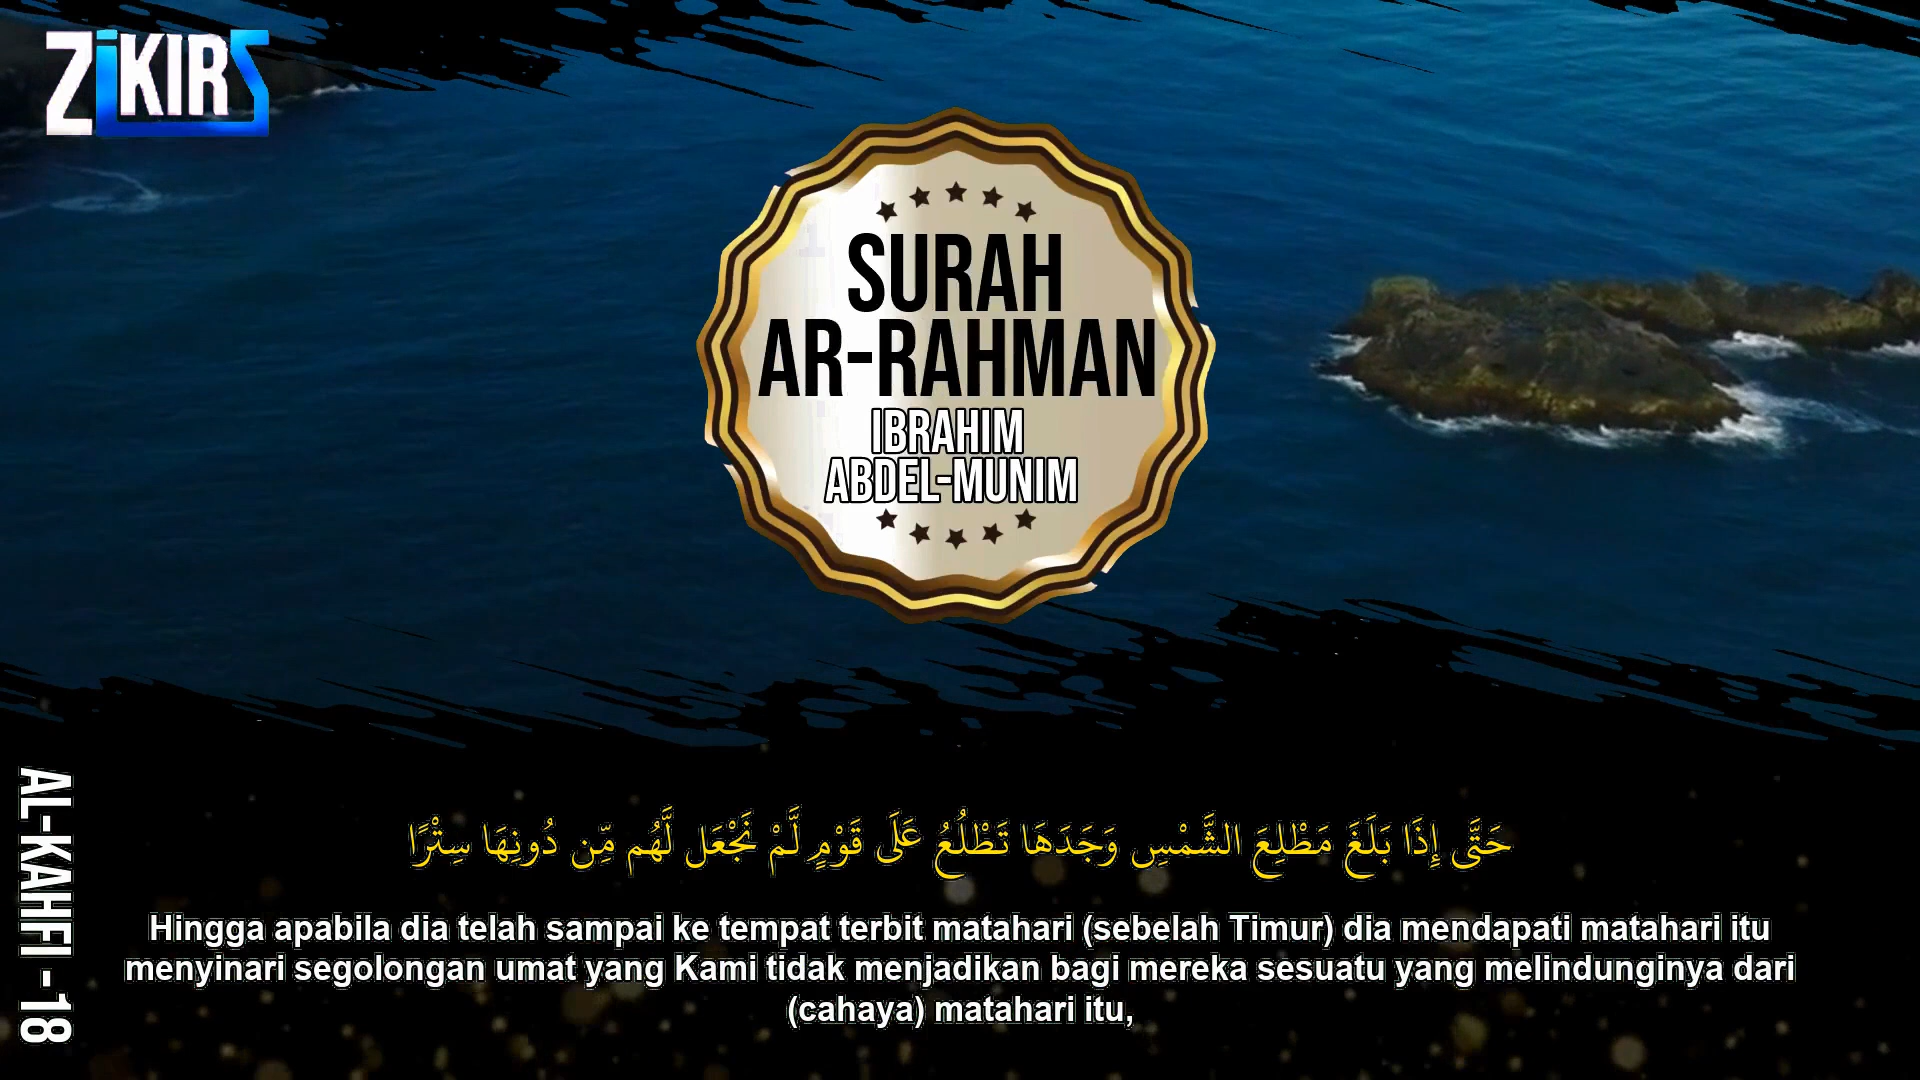 ZiKIRS
SURAH
AR-RAHMAN
IBRAHIM
ABDEL-MUNIM
حَتَّى إِذَا بَلَغَ مَطْلِعَ الشَّمْسِ وَجَدَهَا تَطْلُعُ عَلَى قَوْمٍ لَّمْ نَجْعَل لَّهُم مِّن دُونِهَا سِتْرًا
Hingga apabila dia telah sampai ke tempat terbit matahari (sebelah Timur) dia mendapati matahari itu
menyinari segolongan umat yang Kami tidak menjadikan bagi mereka sesuatu yang melindunginya dari
(cahaya) matahari itu,
AL-KAHFI - 18